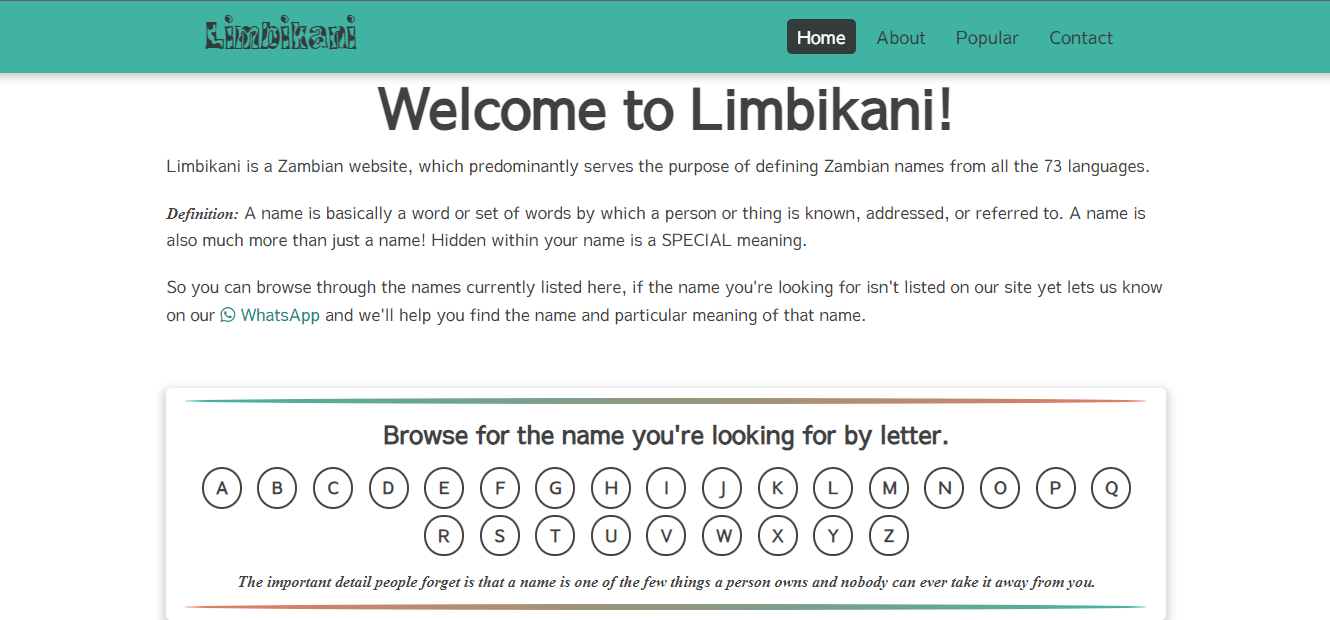 Limbikani
Home About Popular Contact
Welcome to Limbikani!
Limbikani is a Zambian website, which predominantly serves the purpose of defining Zambian names from all the 73 languages.
Definition: A name is basically a word or set of words by which a person or thing is known, addressed, or referred to. A name is
also much more than just a name! Hidden within your name is a SPECIAL meaning.
So you can browse through the names currently listed here, if the name you're looking for isn't listed on our site yet lets us know
on our WhatsApp and we'll help you find the name and particular meaning of that name.
Browse for the name you're looking for by letter.
A B C D E F G H I J K L M N O P Q
R S T U V W X Y Z
The important detail people forget is that a name is one of the few things a person owns and nobody can ever take it away from you.